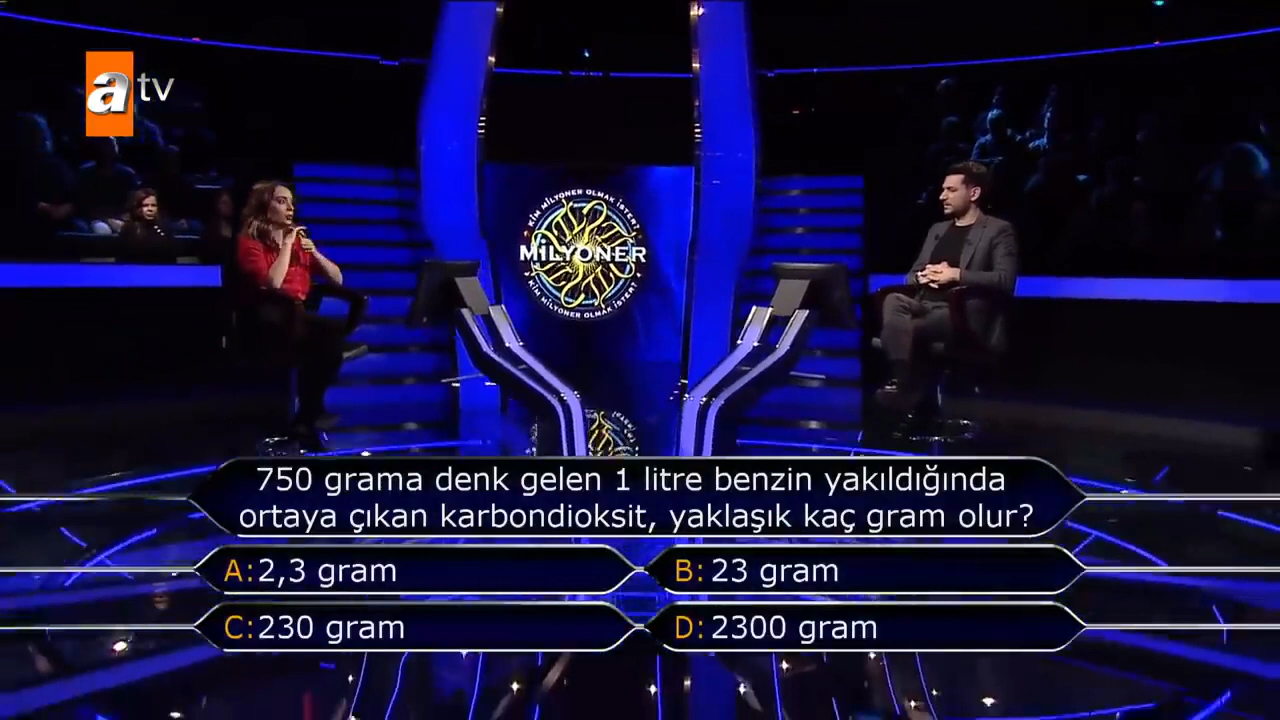 atv
KİM MİLYONER OLMAK İSTER?
MİLYONER
KİM MİLYONER OLMAK İSTER?
750 grama denk gelen 1 litre benzin yakıldığında
ortaya çıkan karbondioksit, yaklaşık kaç gram olur?
A: 2,3 gram
B: 23 gram
C: 230 gram
D: 2300 gram